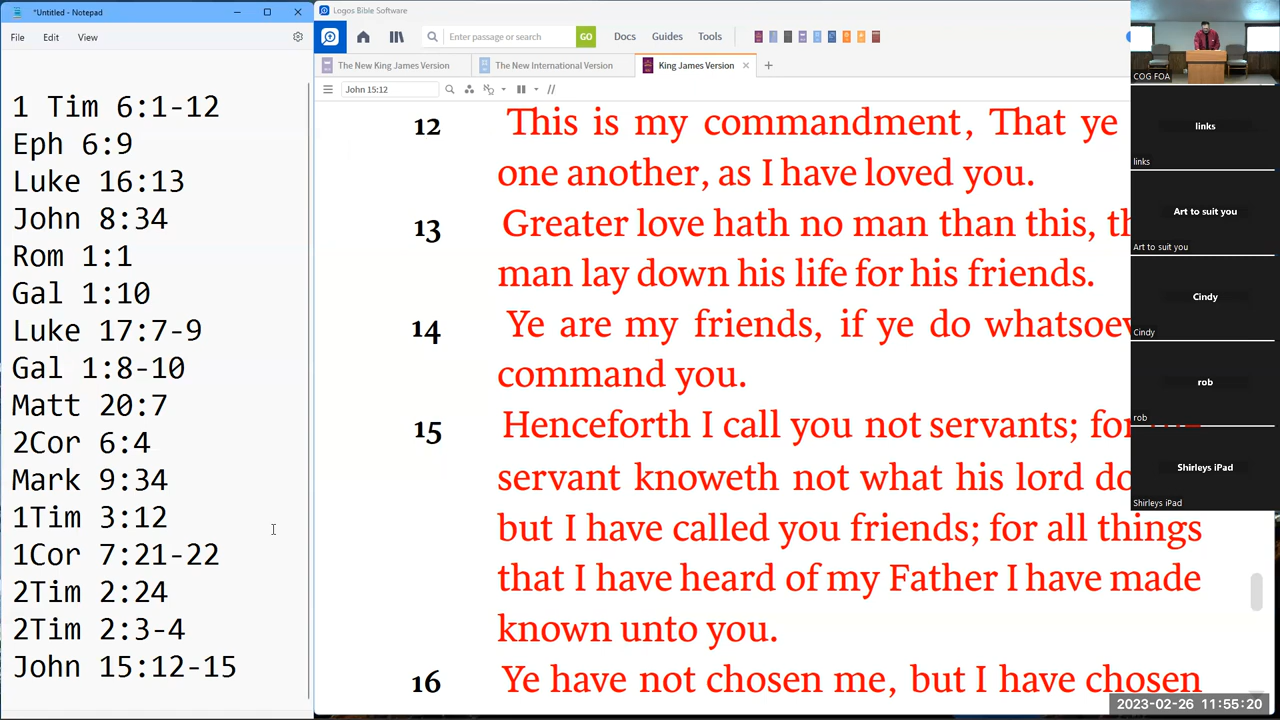 *Untitled - Notepad
File Edit View
1 Tim 6:1-12
Eph 6:9
Luke 16:13
John 8:34
Rom 1:1
Gal 1:10
Luke 17:7-9
Gal 1:8-10
Matt 20:7
2Cor 6:4
Mark 9:34
1Tim 3:12
1Cor 7:21-22
2Tim 2:24
2Tim 2:3-4
John 15:12-15
Logos Bible Software
Enter passage or search GO Docs Guides Tools
The New King James Version The New International Version King James Version
John 15:12
12 This is my commandment, That ye
one another, as I have loved you.
13 Greater love hath no man than this,
man lay down his life for his friends.
14 Ye are my friends, if ye do
command you.
15 Henceforth I call you not servants;
servant knoweth not what his lord
but I have called you friends; for all things
that I have heard of my Father I have made
known unto you.
16 Ye have not chosen me, but I have chosen
COG FOA
links
links
Art to suit you
Art to suit you
Cindy
Cindy
rob
rob
Shirleys iPad
Shirleys iPad
2023-02-26 11:55:20